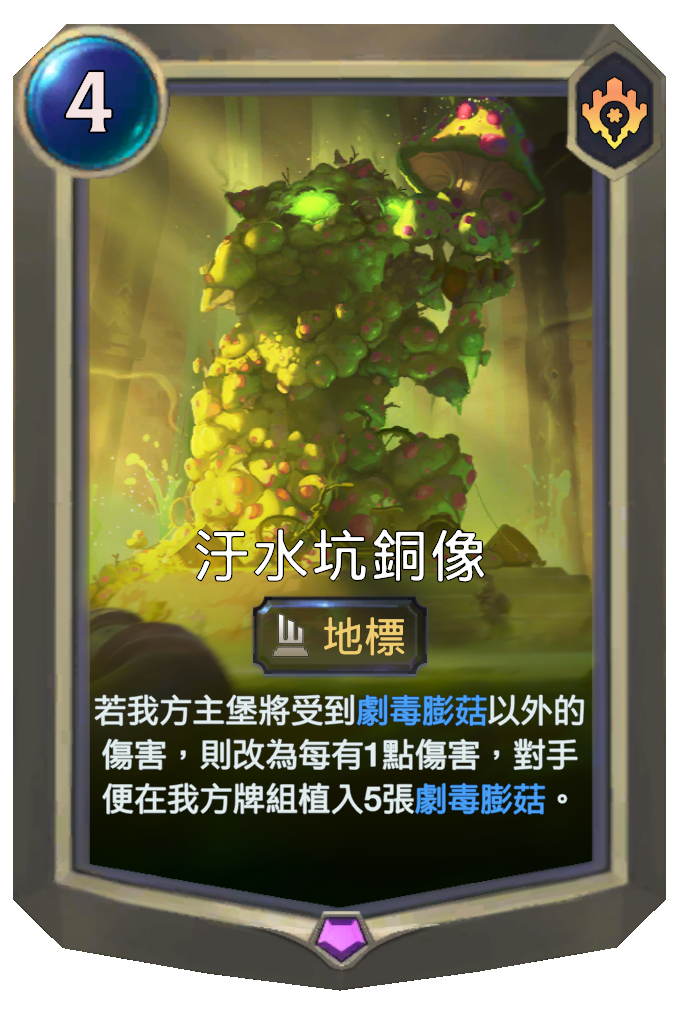 4
汙水坑銅像
地標
若我方主堡將受到劇毒膨菇以外的
傷害，則改為每有1點傷害，對手
便在我方牌組植入5張劇毒膨菇。